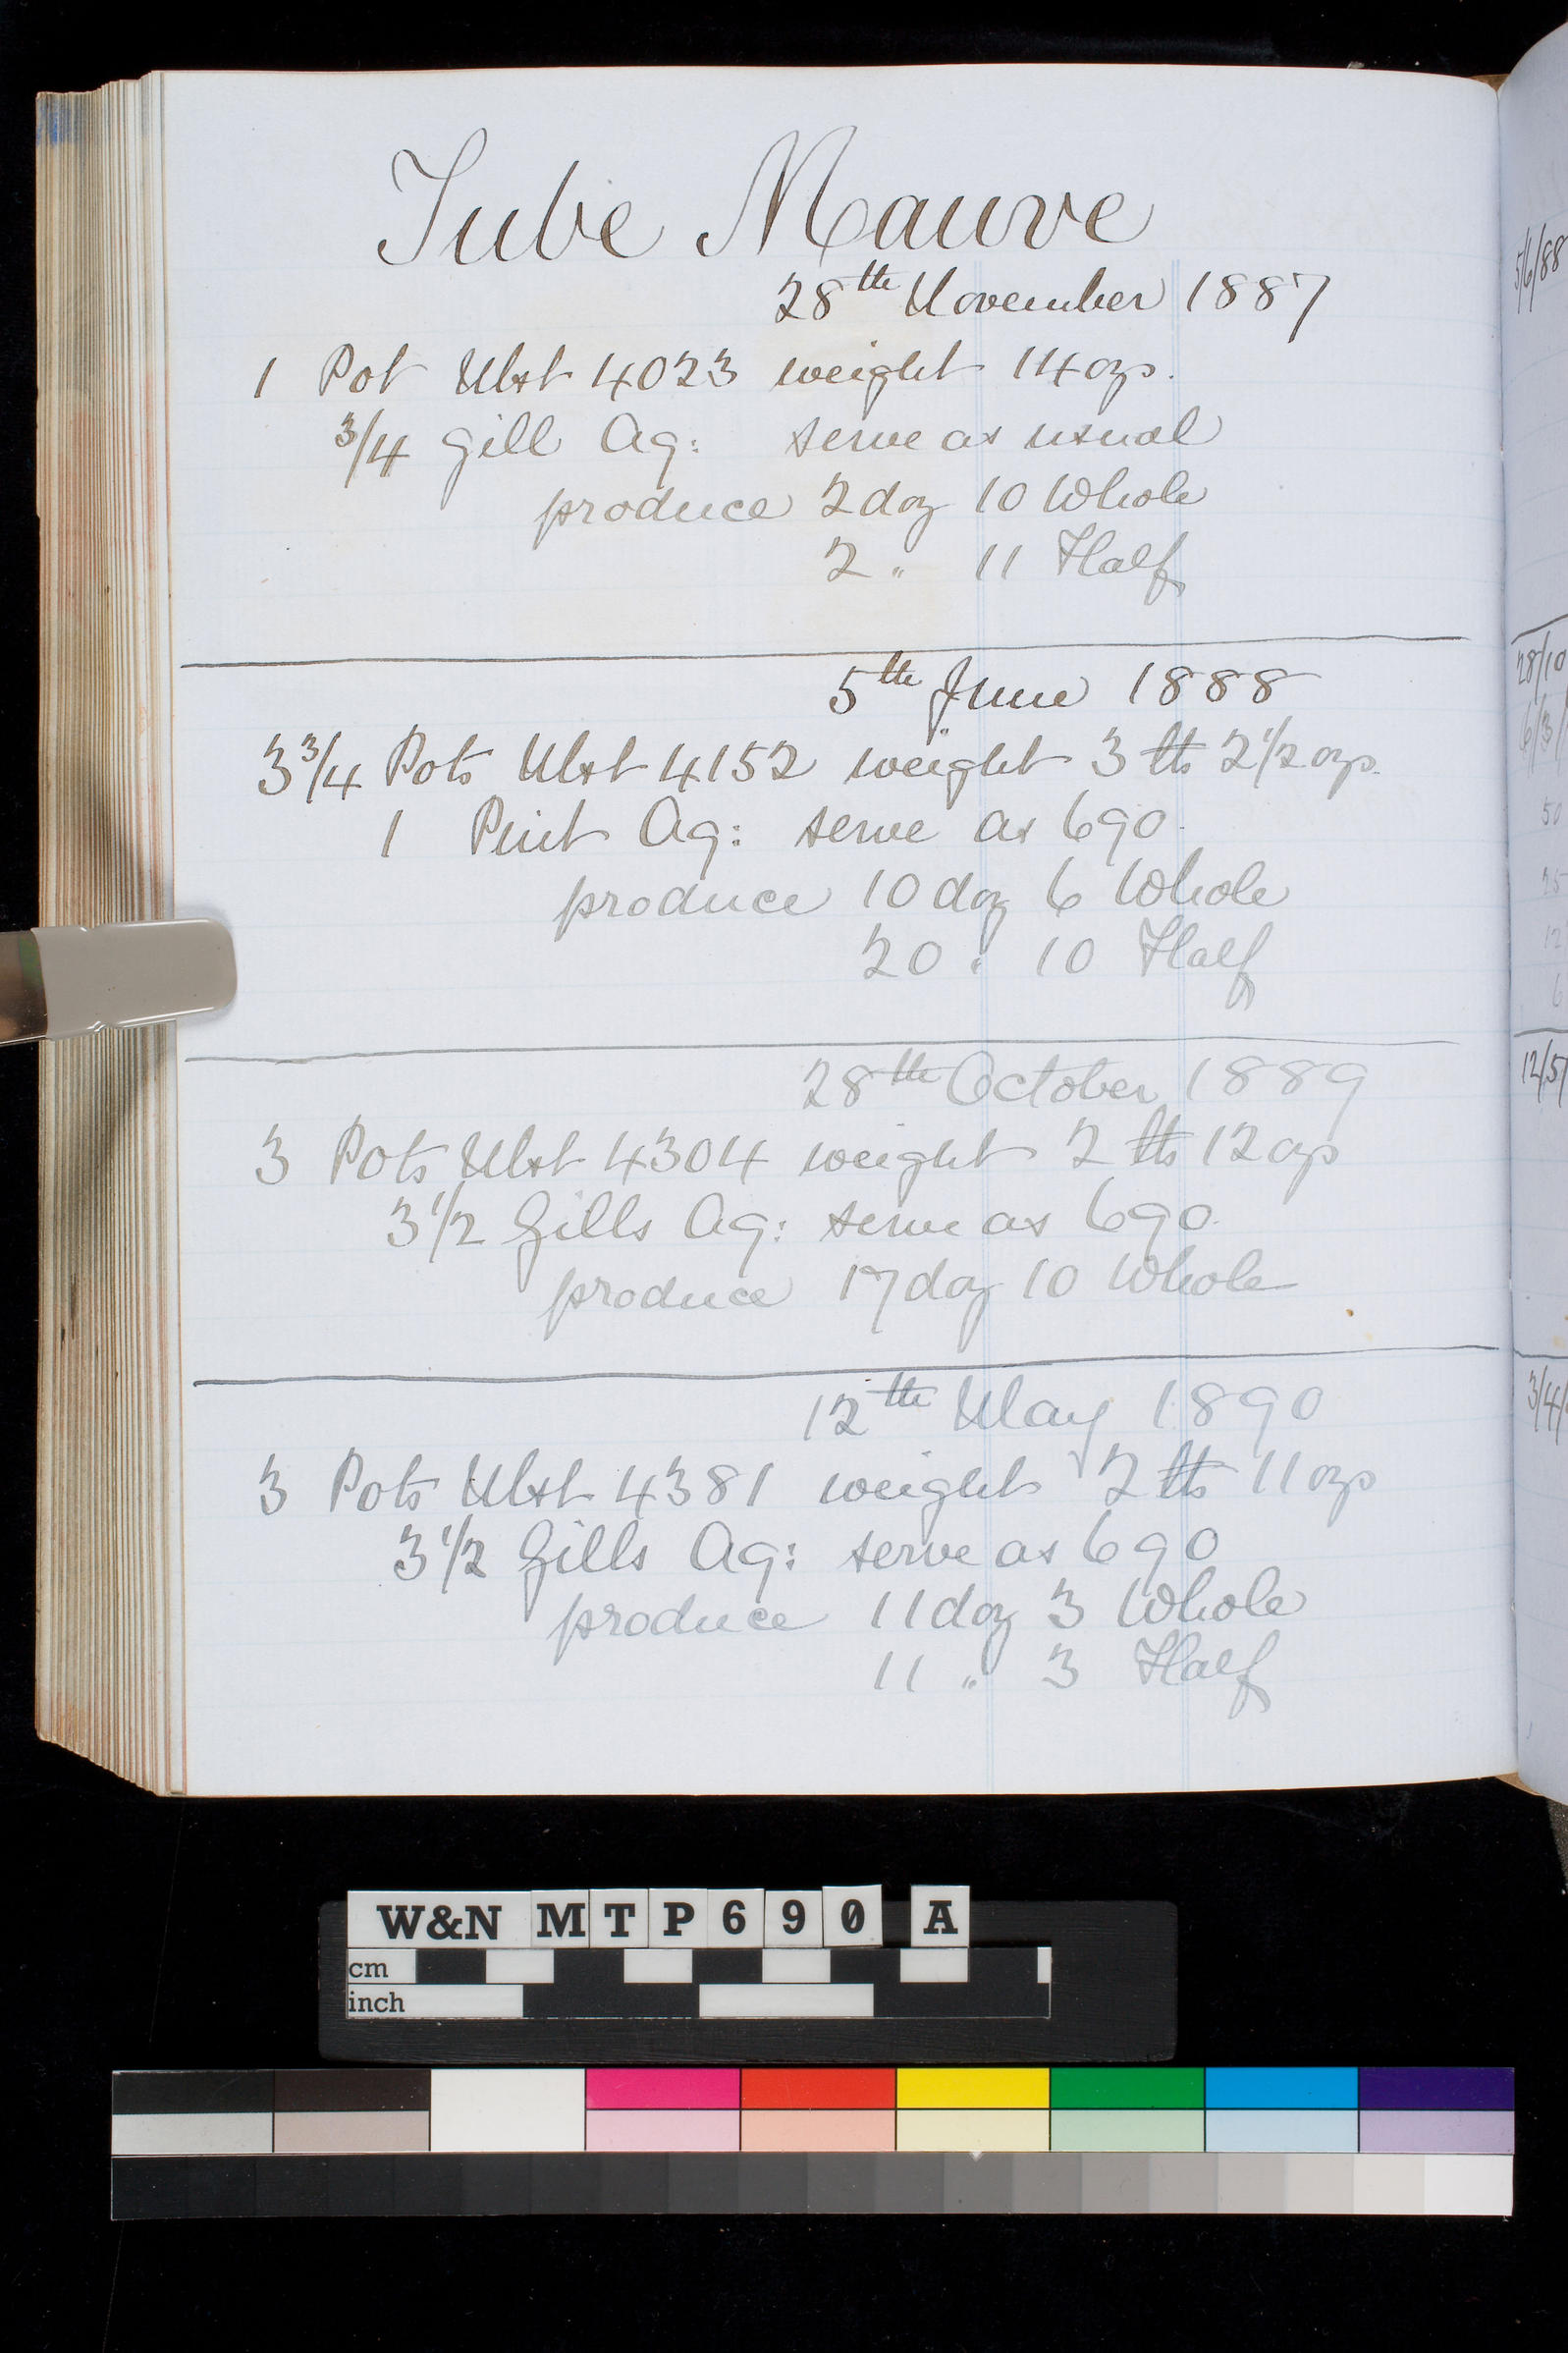 Tube Mauve
28th November 1887
1 Pot Mxt 4023 weight 14 ozs.
3/4 gill Aq: serve as usual
produce 2 doz 10 Whole
2 " 11 Half
5th June 1888
3 3/4 Pots Mxt 4152 weight 3 lbs 2 1/2 ozs.
1 Pint Aq: serve as 690.
produce 10 doz 6 Whole
20 " 10 Half
28th October 1889
3 Pots Mxt 4304 weight 2 lbs 12 ozs
3 1/2 Gills Aq: serve as 690.
produce 17 doz 10 Whole
12th May 1890
3 Pots Mxt 4381 weight 2 lbs 11 ozs
3 1/2 Gills Aq: serve as 690
produce 11 doz 3 Whole
11 " 3 Half
5/6/88
28/10
6/3/
50
25
12
6
12/5/
3/4/
W&N MTP690 A
cm
inch